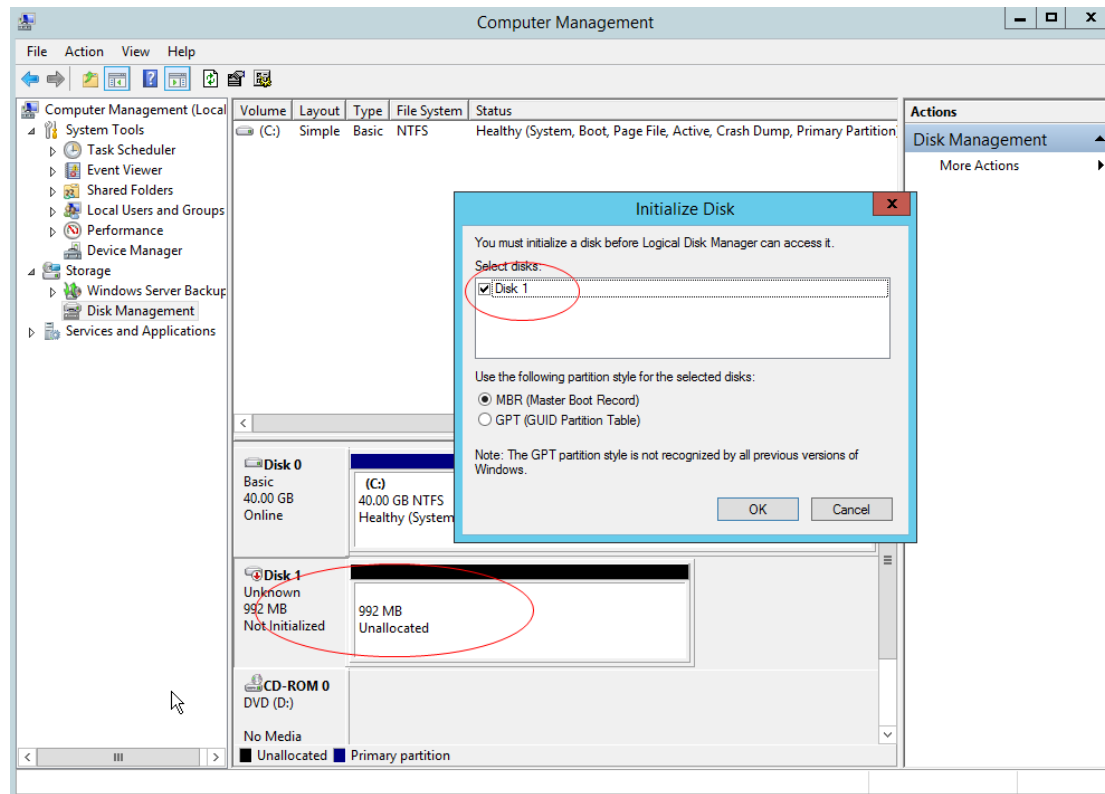 Computer Management
File Action View Help
Computer Management (Local
System Tools
Task Scheduler
Event Viewer
Shared Folders
Local Users and Groups
Performance
Device Manager
Storage
Windows Server Backup
Disk Management
Services and Applications
Volume Layout Type File System Status
(C:) Simple Basic NTFS Healthy (System, Boot, Page File, Active, Crash Dump, Primary Partition)
Actions
Disk Management
More Actions
Initialize Disk
You must initialize a disk before Logical Disk Manager can access it.
Select disks:
Disk 1
Use the following partition style for the selected disks:
MBR (Master Boot Record)
GPT (GUID Partition Table)
Note: The GPT partition style is not recognized by all previous versions of
Windows.
OK Cancel
Disk 0
Basic
40.00 GB
Online
(C:)
40.00 GB NTFS
Healthy (System
Disk 1
Unknown
992 MB
Not Initialized
992 MB
Unallocated
CD-ROM 0
DVD (D:)
No Media
Unallocated Primary partition